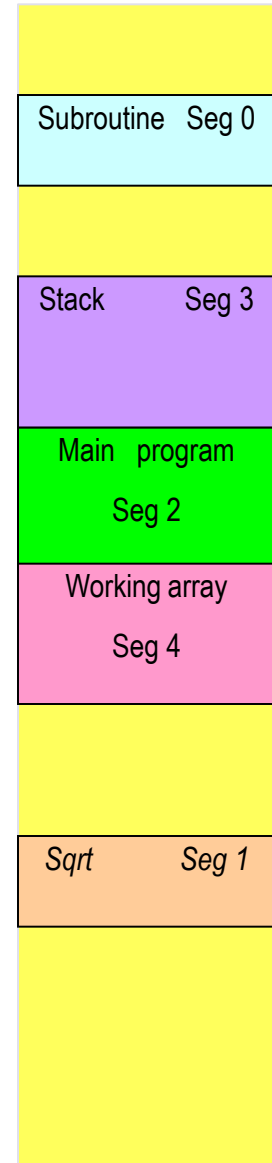 Subroutine Seg 0
Stack Seg 3
Main program
Seg 2
Working array
Seg 4
Sqrt Seg 1